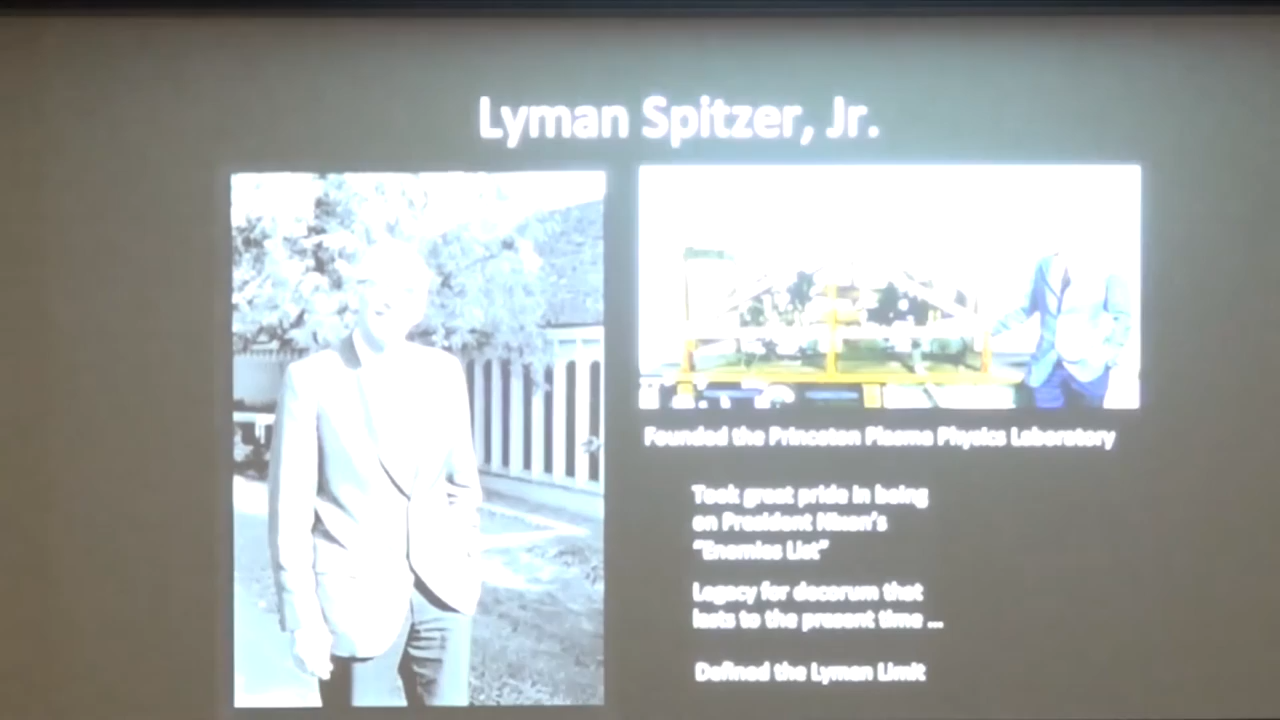 Lyman Spitzer, Jr.
Founded the Princeton Plasma Physics Laboratory
Took great pride in being
on President Nixon's
"Enemies List"
Legacy for decorum that
lasts to the present time ...
Defined the Lyman Limit